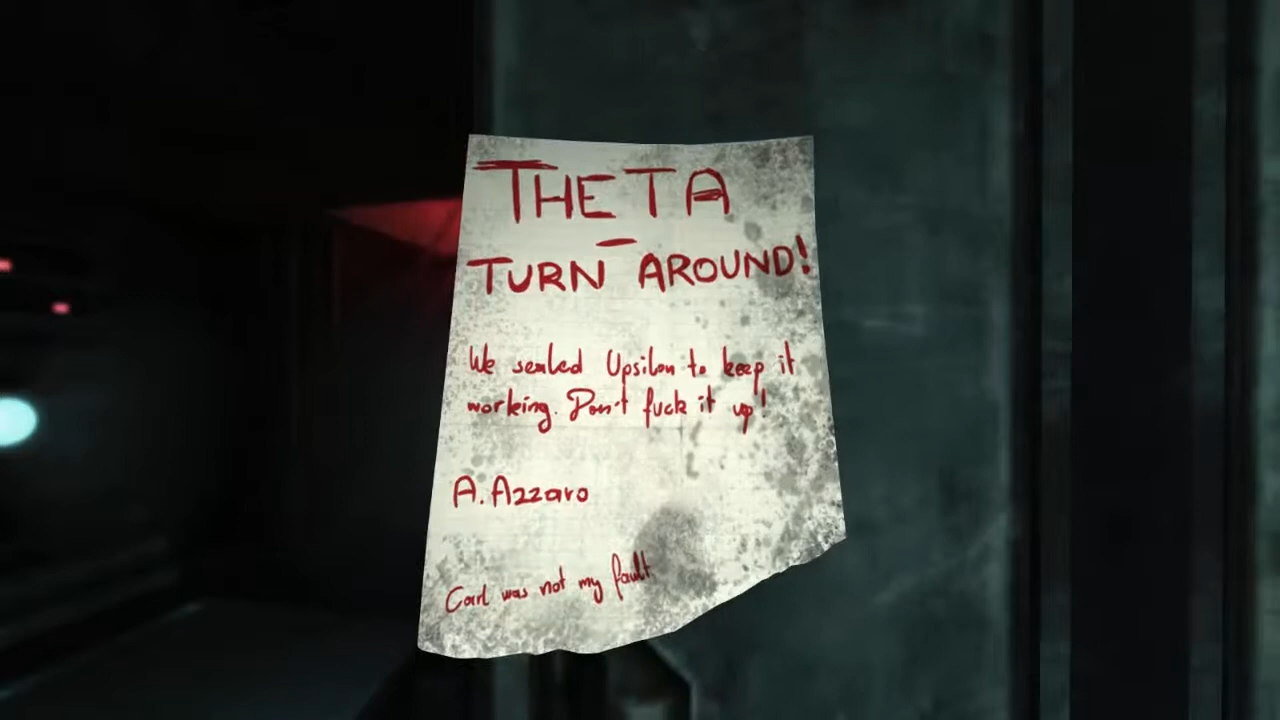 THETA
-
TURN AROUND!
We sealed Upsilon to keep it
working. Don't fuck it up!
A. Azzaro
Carl was not my fault